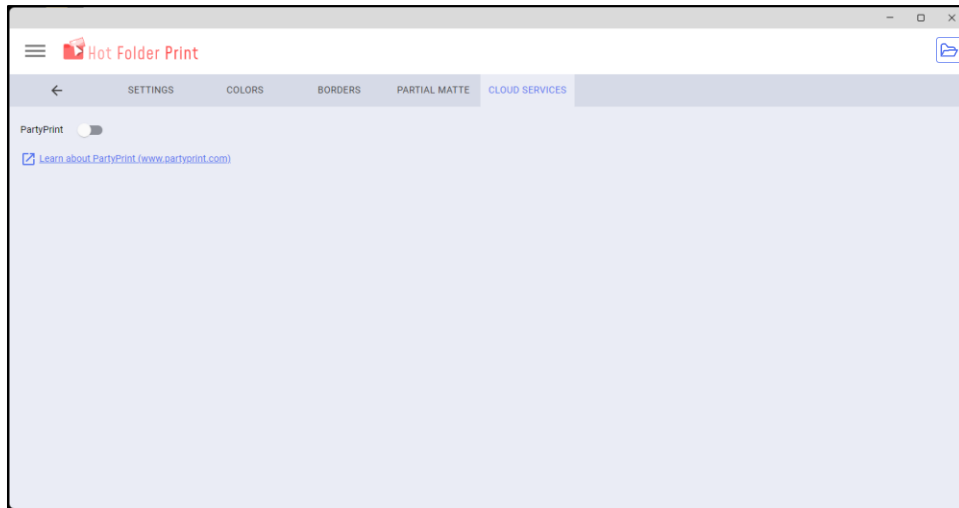 Hot Folder Print
SETTINGS COLORS BORDERS PARTIAL MATTE CLOUD SERVICES
PartyPrint
Learn about PartyPrint (www.partyprint.com)